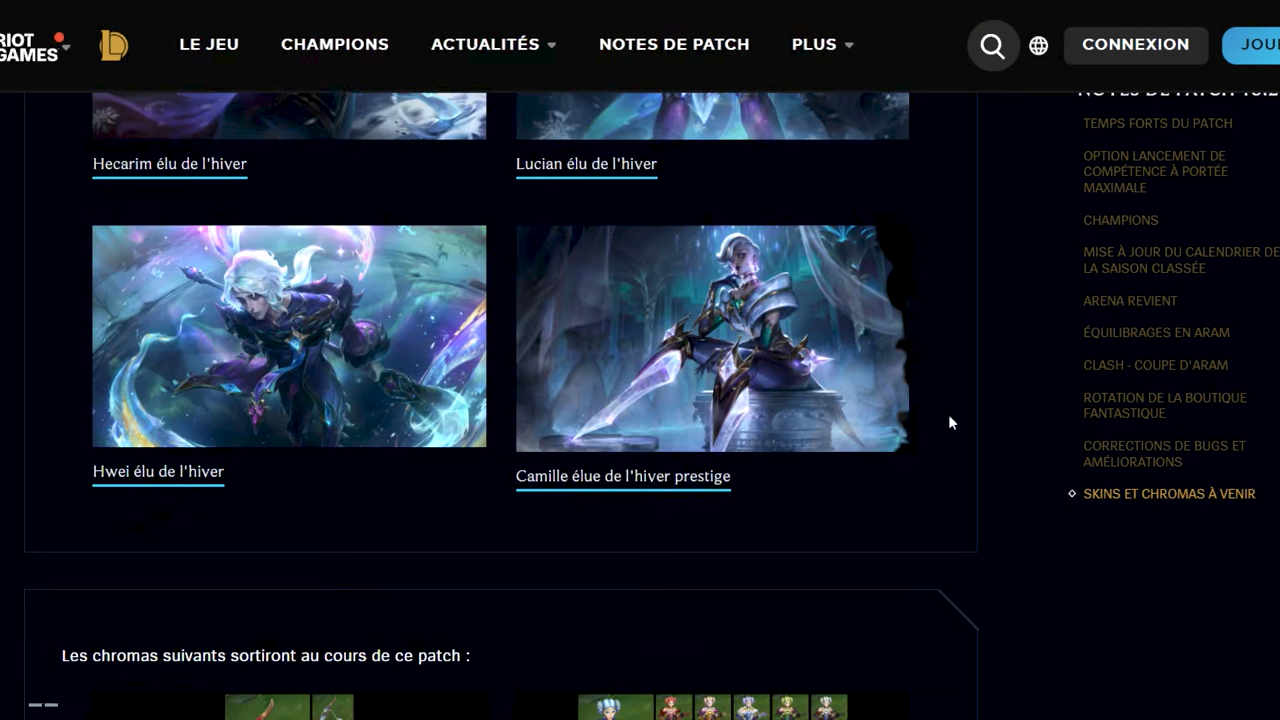 RIOT
GAMES
LE JEU
CHAMPIONS
ACTUALITÉS
NOTES DE PATCH
PLUS
CONNEXION
Hecarim élu de l'hiver
Lucian élu de l'hiver
Hwei élu de l'hiver
Camille élue de l'hiver prestige
Les chromas suivants sortiront au cours de ce patch :
NOTES DE PATCH
TEMPS FORTS DU PATCH
OPTION LANCEMENT DE
COMPÉTENCE À PORTÉE
MAXIMALE
CHAMPIONS
MISE À JOUR DU CALENDRIER DE
LA SAISON CLASSÉE
ARENA REVIENT
ÉQUILIBRAGES EN ARAM
CLASH - COUPE D'ARAM
ROTATION DE LA BOUTIQUE
FANTASTIQUE
CORRECTIONS DE BUGS ET
AMÉLIORATIONS
SKINS ET CHROMAS À VENIR